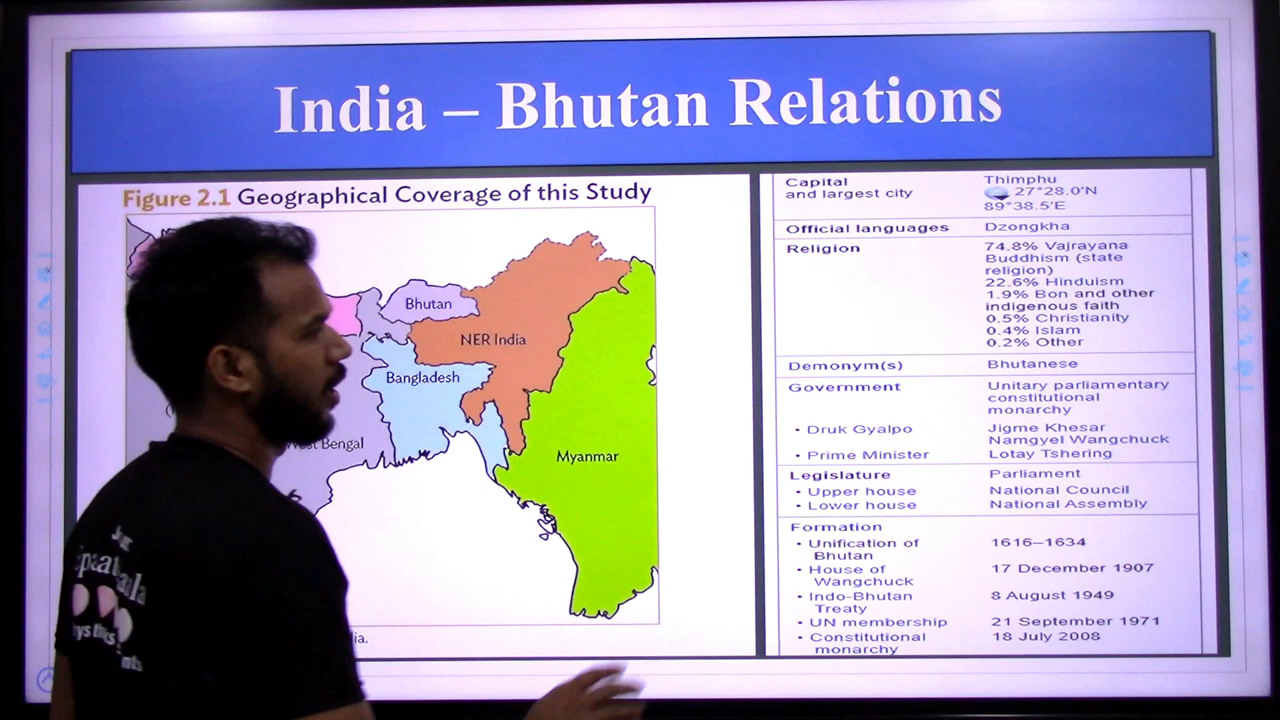 India – Bhutan Relations
Figure 2.1 Geographical Coverage of this Study
Bhutan
NER India
Bangladesh
West Bengal
Myanmar
Capital
and largest city
Thimphu
27°28.0'N
89°38.5'E
Official languages
Dzongkha
Religion
74.8% Vajrayana
Buddhism (state
religion)
22.6% Hinduism
1.9% Bon and other
indigenous faith
0.5% Christianity
0.4% Islam
0.2% Other
Demonym(s)
Bhutanese
Government
Unitary parliamentary
constitutional
monarchy
• Druk Gyalpo
Jigme Khesar
Namgyel Wangchuck
• Prime Minister
Lotay Tshering
Legislature
Parliament
• Upper house
National Council
• Lower house
National Assembly
Formation
• Unification of
Bhutan
1616–1634
• House of
Wangchuck
17 December 1907
• Indo-Bhutan
Treaty
8 August 1949
• UN membership
21 September 1971
• Constitutional
monarchy
18 July 2008